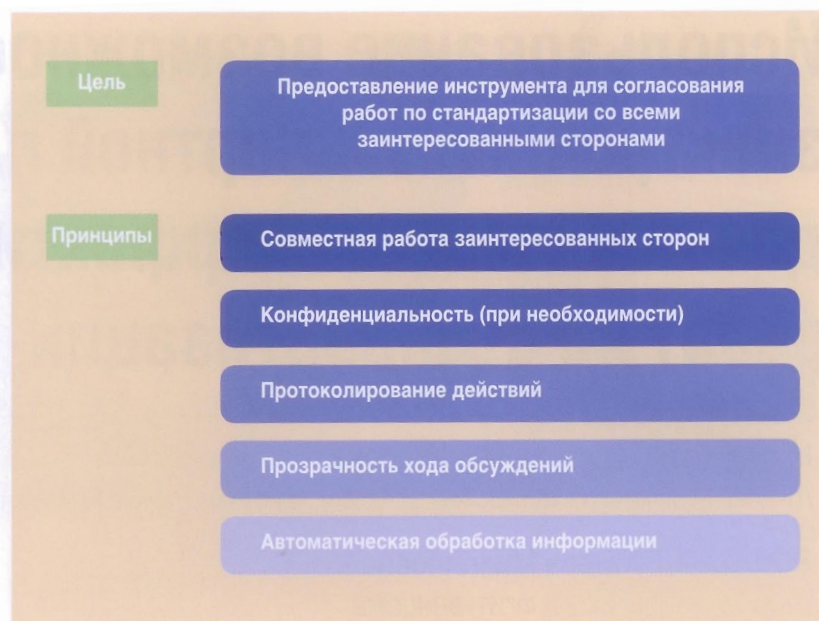 Цель
Предоставление инструмента для согласования
работ по стандартизации со всеми
заинтересованными сторонами
Принципы
Совместная работа заинтересованных сторон
Конфиденциальность (при необходимости)
Протоколирование действий
Прозрачность хода обсуждений
Автоматическая обработка информации